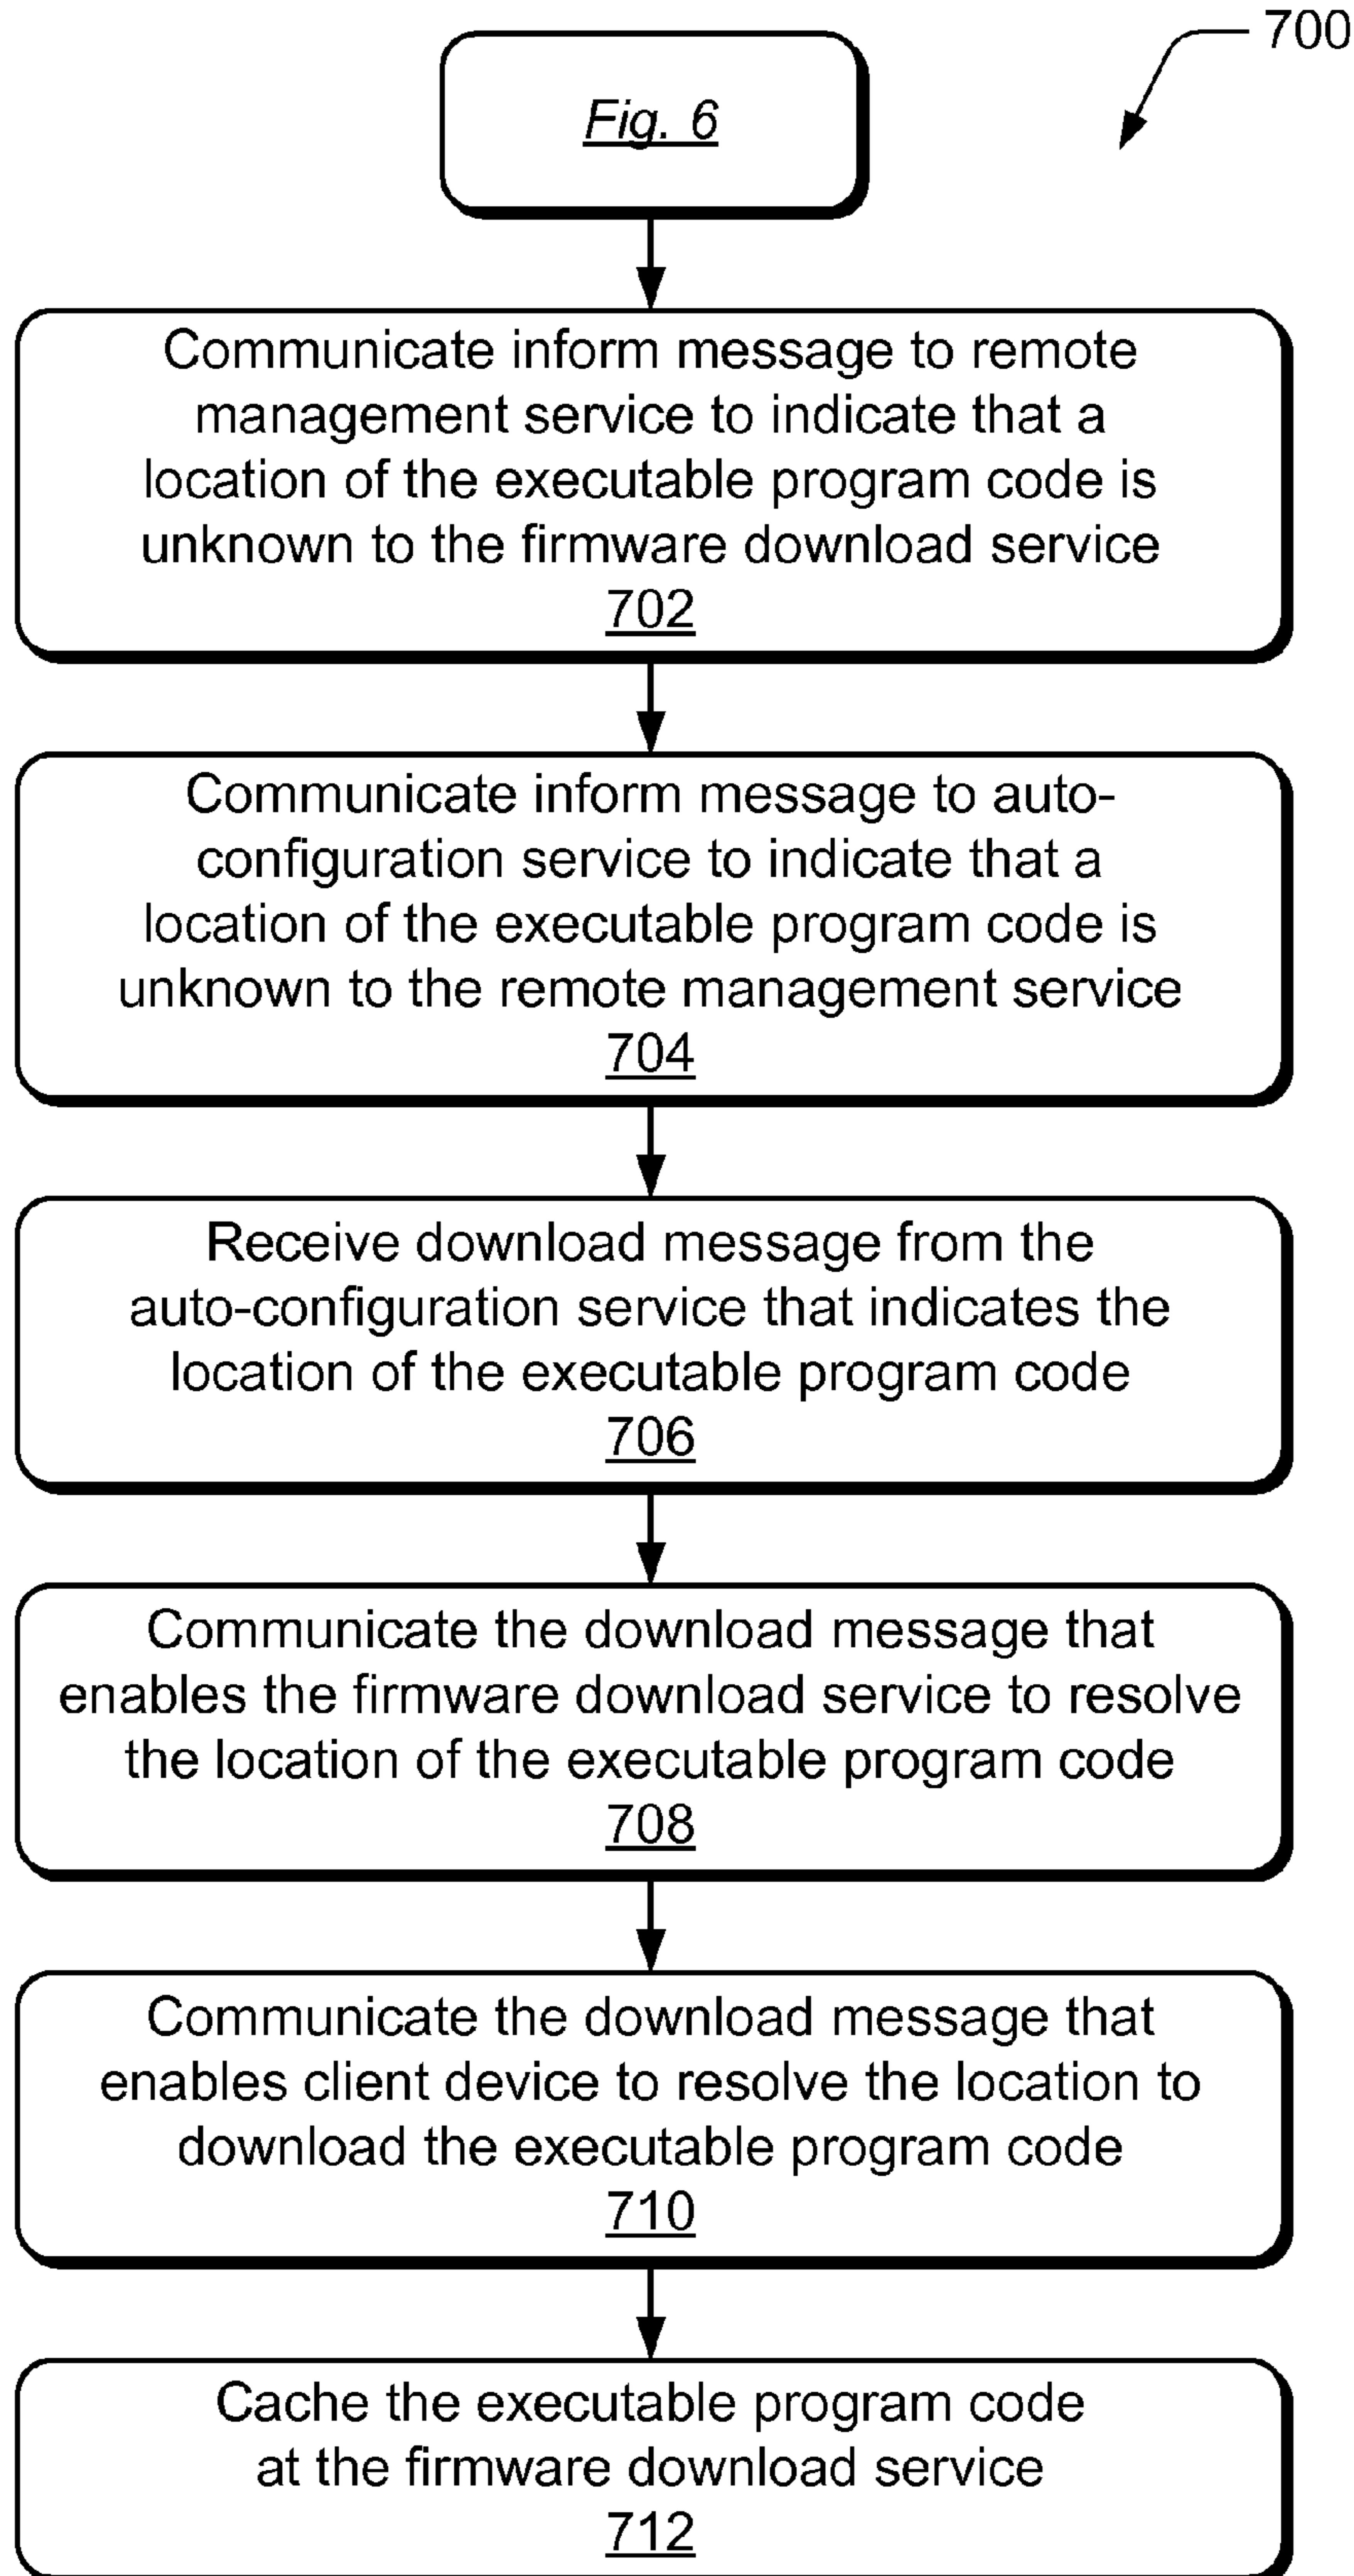 700
Fig. 6
Communicate inform message to remote
management service to indicate that a
location of the executable program code is
unknown to the firmware download service
702
Communicate inform message to auto-
configuration service to indicate that a
location of the executable program code is
unknown to the remote management service
704
Receive download message from the
auto-configuration service that indicates the
location of the executable program code
706
Communicate the download message that
enables the firmware download service to resolve
the location of the executable program code
708
Communicate the download message that
enables client device to resolve the location to
download the executable program code
710
Cache the executable program code
at the firmware download service
712